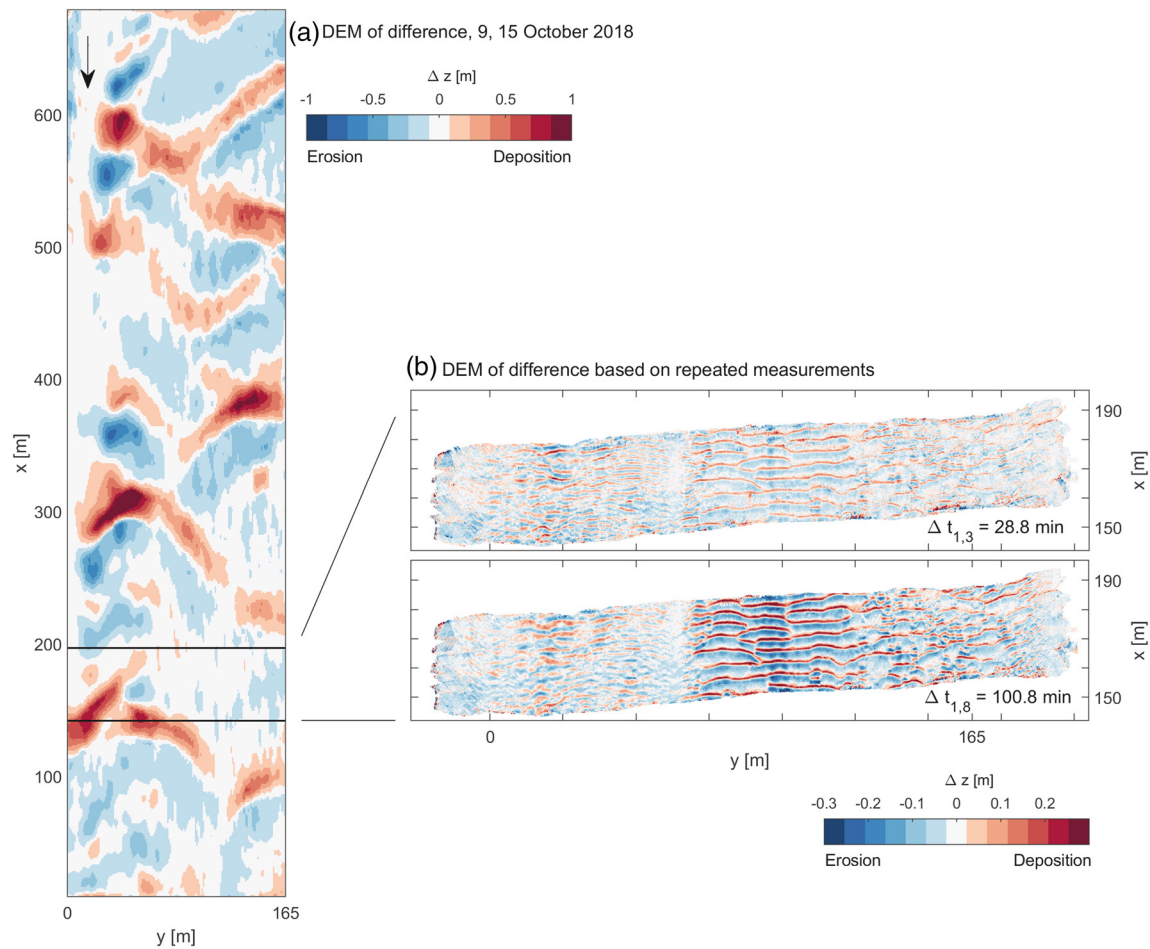 (a) DEM of difference, 9, 15 October 2018
Δ z [m]
-1 -0.5 0 0.5 1
Erosion Deposition
600
500
400
300
200
100
x [m]
0 165
y [m]
(b) DEM of difference based on repeated measurements
190
150
x [m]
Δ t1,3 = 28.8 min
190
150
x [m]
Δ t1,8 = 100.8 min
0 165
y [m]
Δ z [m]
-0.3 -0.2 -0.1 0 0.1 0.2
Erosion Deposition